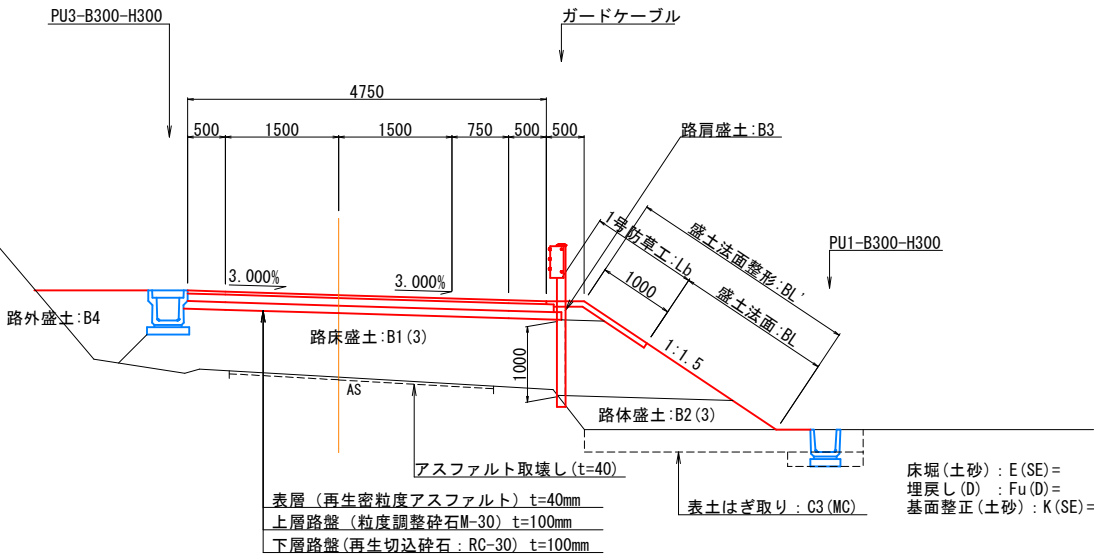 PU3-B300-H300
ガードケーブル
4750
500
1500
1500
750
500
500
路肩盛土:B3
1号防草工:Lb
盛土法面整形:BL'
1000
盛土法面:BL
PU1-B300-H300
3.000%
3.000%
路外盛土:B4
路床盛土:B1(3)
1000
1:1.5
AS
路体盛土:B2(3)
アスファルト取壊し(t=40)
表層（再生密粒度アスファルト）t=40mm
上層路盤（粒度調整砕石M-30）t=100mm
下層路盤(再生切込砕石：RC-30）t=100mm
表土はぎ取り：C3(MC)
床堀(土砂)：E(SE)=
埋戻し(D)：Fu(D)=
基面整正(土砂)：K(SE)=